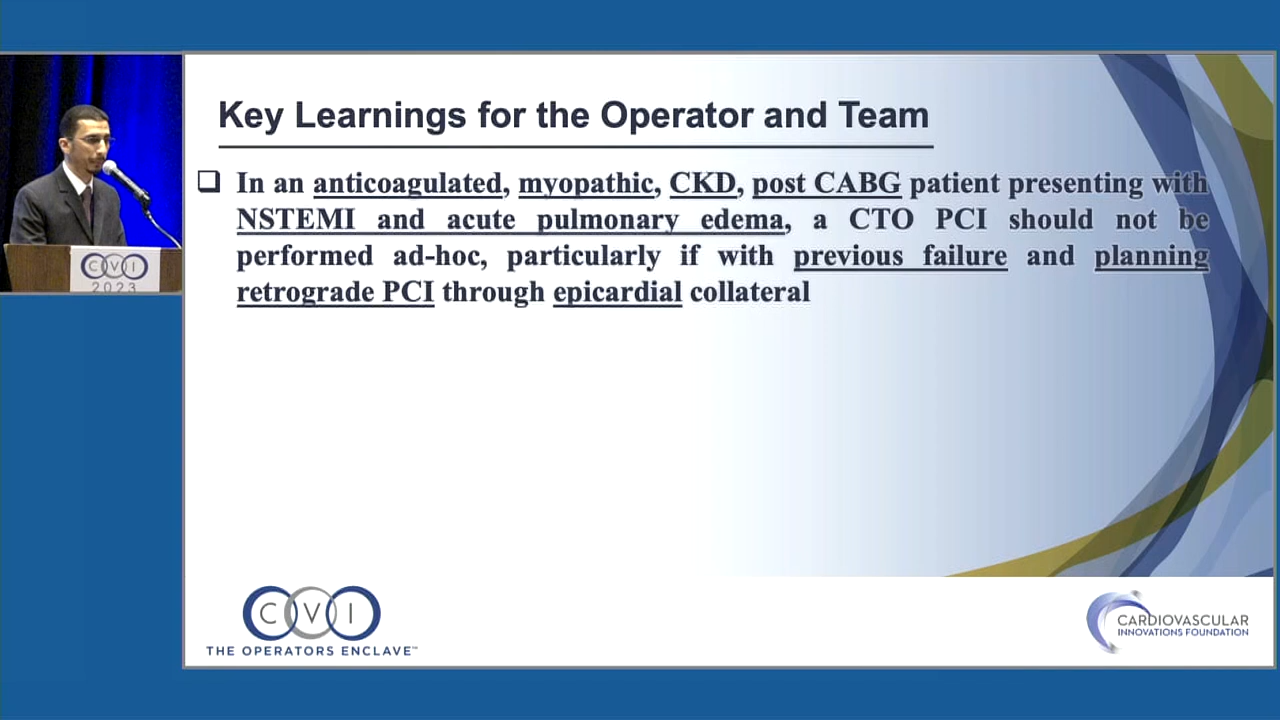 Key Learnings for the Operator and Team
❑ In an anticoagulated, myopathic, CKD, post CABG patient presenting with
NSTEMI and acute pulmonary edema, a CTO PCI should not be
performed ad-hoc, particularly if with previous failure and planning
retrograde PCI through epicardial collateral
CVI
2023
CVI
THE OPERATORS ENCLAVE™
CARDIOVASCULAR
INNOVATIONS FOUNDATION